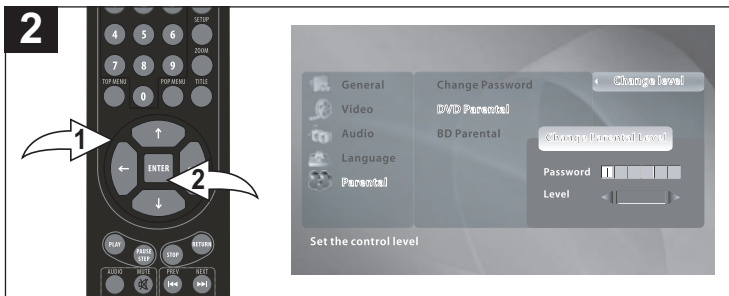 2
SETUP
4 5 6
ZOOM
7 8 9
TOP MENU POP MENU TITLE
0
1
ENTER
2
PLAY
PAUSE
STEP
STOP
RETURN
AUDIO MUTE PREV NEXT
General
Video
Audio
Language
Parental
Change Password
DVD Parental
BD Parental
Change level
Change Parental Level
Password
Level
Set the control level